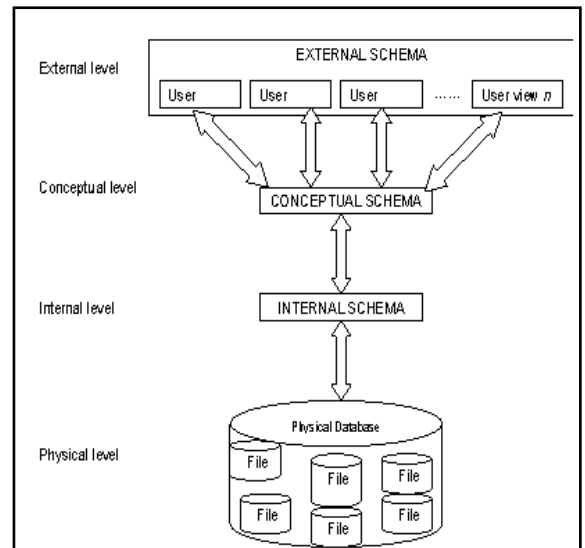 EXTERNAL SCHEMA
External level
User User User ...... User view n
Conceptual level
CONCEPTUAL SCHEMA
Internal level
INTERNAL SCHEMA
Physical Database
Physical level
File File File
File File File